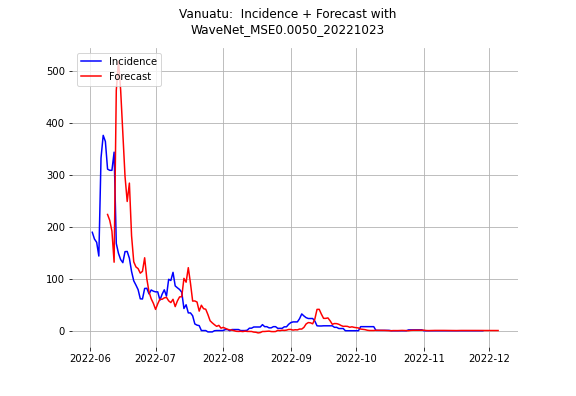 Vanuatu:  Incidence + Forecast with
WaveNet_MSE0.0050_20221023
Incidence
Forecast
500
400
300
200
100
0
2022-06 2022-07 2022-08 2022-09 2022-10 2022-11 2022-12